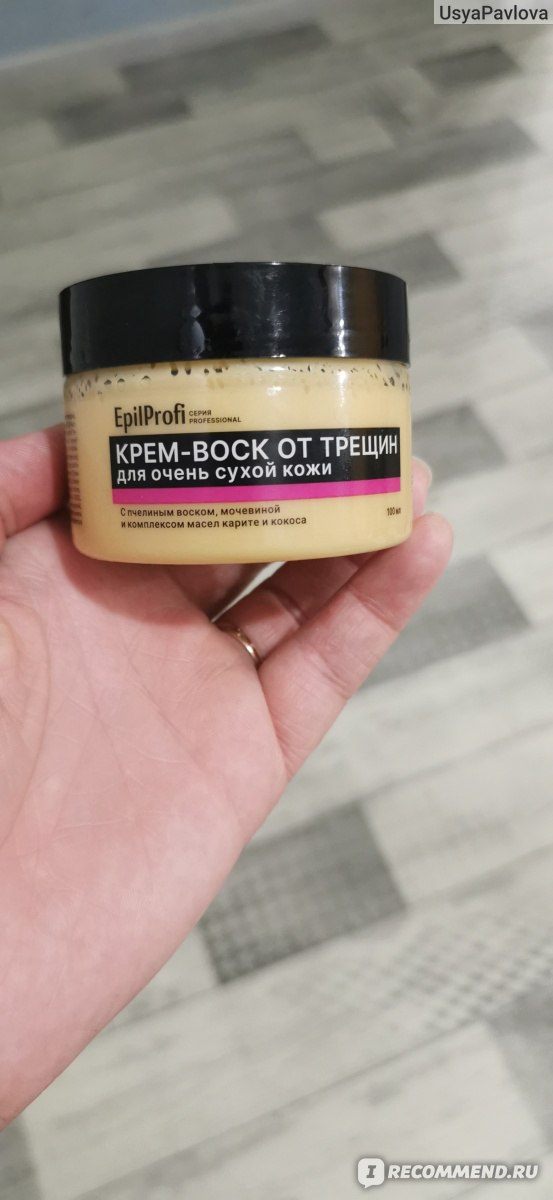 UsyaPavlova
EpilProfi СЕРИЯ
PROFESSIONAL
КРЕМ-ВОСК ОТ ТРЕЩИН
для очень сухой кожи
С пчелиным воском, мочевиной
и комплексом масел карите и кокоса
100 мл
IRECOMMEND.RU